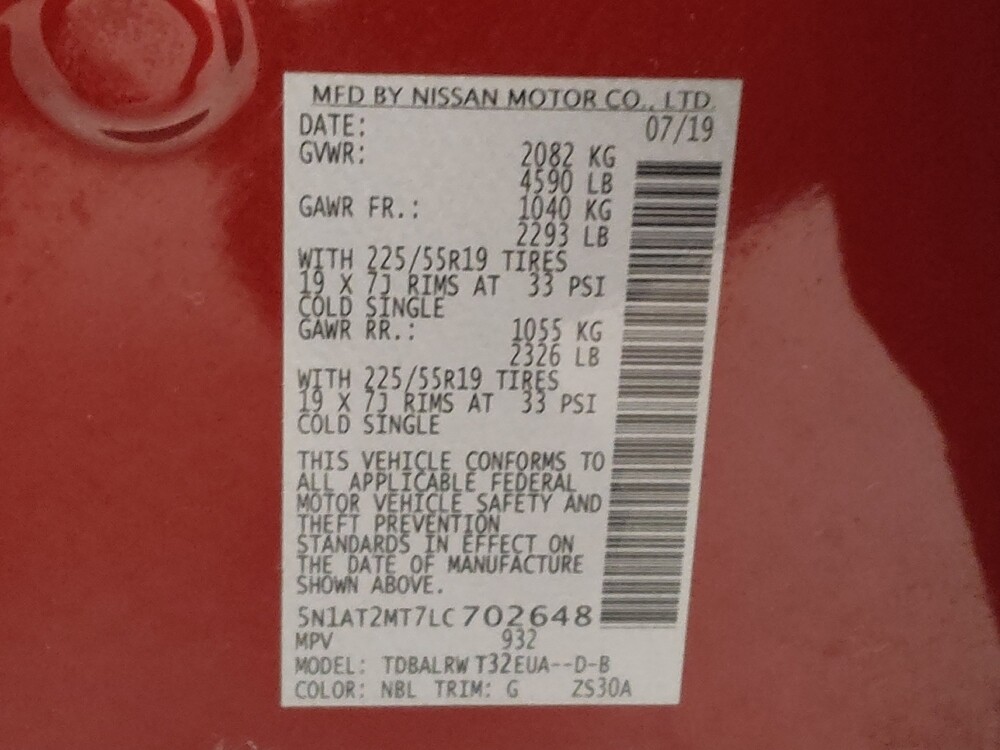 MFD BY NISSAN MOTOR CO., LTD.
DATE: 07/19
GVWR: 2082 KG
4590 LB
GAWR FR.: 1040 KG
2293 LB
WITH 225/55R19 TIRES
19 X 7J RIMS AT 33 PSI
COLD SINGLE
GAWR RR.: 1055 KG
2326 LB
WITH 225/55R19 TIRES
19 X 7J RIMS AT 33 PSI
COLD SINGLE
THIS VEHICLE CONFORMS TO
ALL APPLICABLE FEDERAL
MOTOR VEHICLE SAFETY AND
THEFT PREVENTION
STANDARDS IN EFFECT ON
THE DATE OF MANUFACTURE
SHOWN ABOVE.
5N1AT2MT7LC702648
MPV 932
MODEL: TDBALRW T32EUA--D-B
COLOR: NBL TRIM: G ZS30A